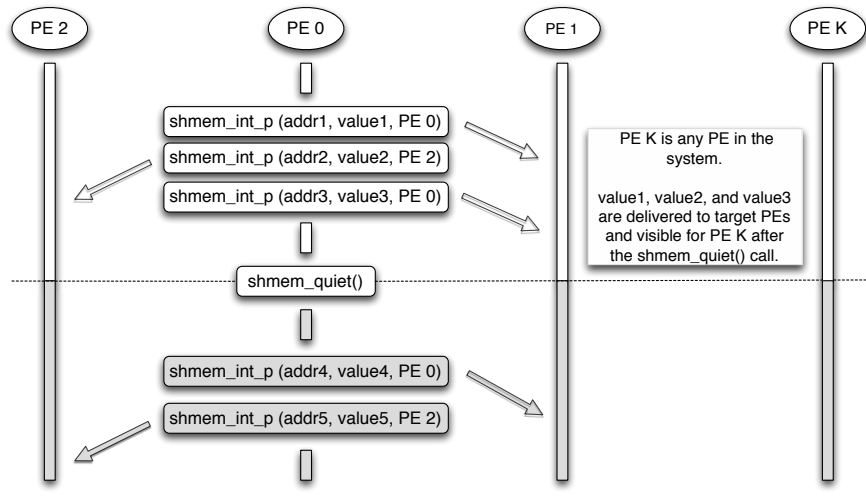 PE 2
PE 0
PE 1
PE K
shmem_int_p (addr1, value1, PE 0)
shmem_int_p (addr2, value2, PE 2)
shmem_int_p (addr3, value3, PE 0)
PE K is any PE in the
system.
value1, value2, and value3
are delivered to target PEs
and visible for PE K after
the shmem_quiet() call.
shmem_quiet()
shmem_int_p (addr4, value4, PE 0)
shmem_int_p (addr5, value5, PE 2)